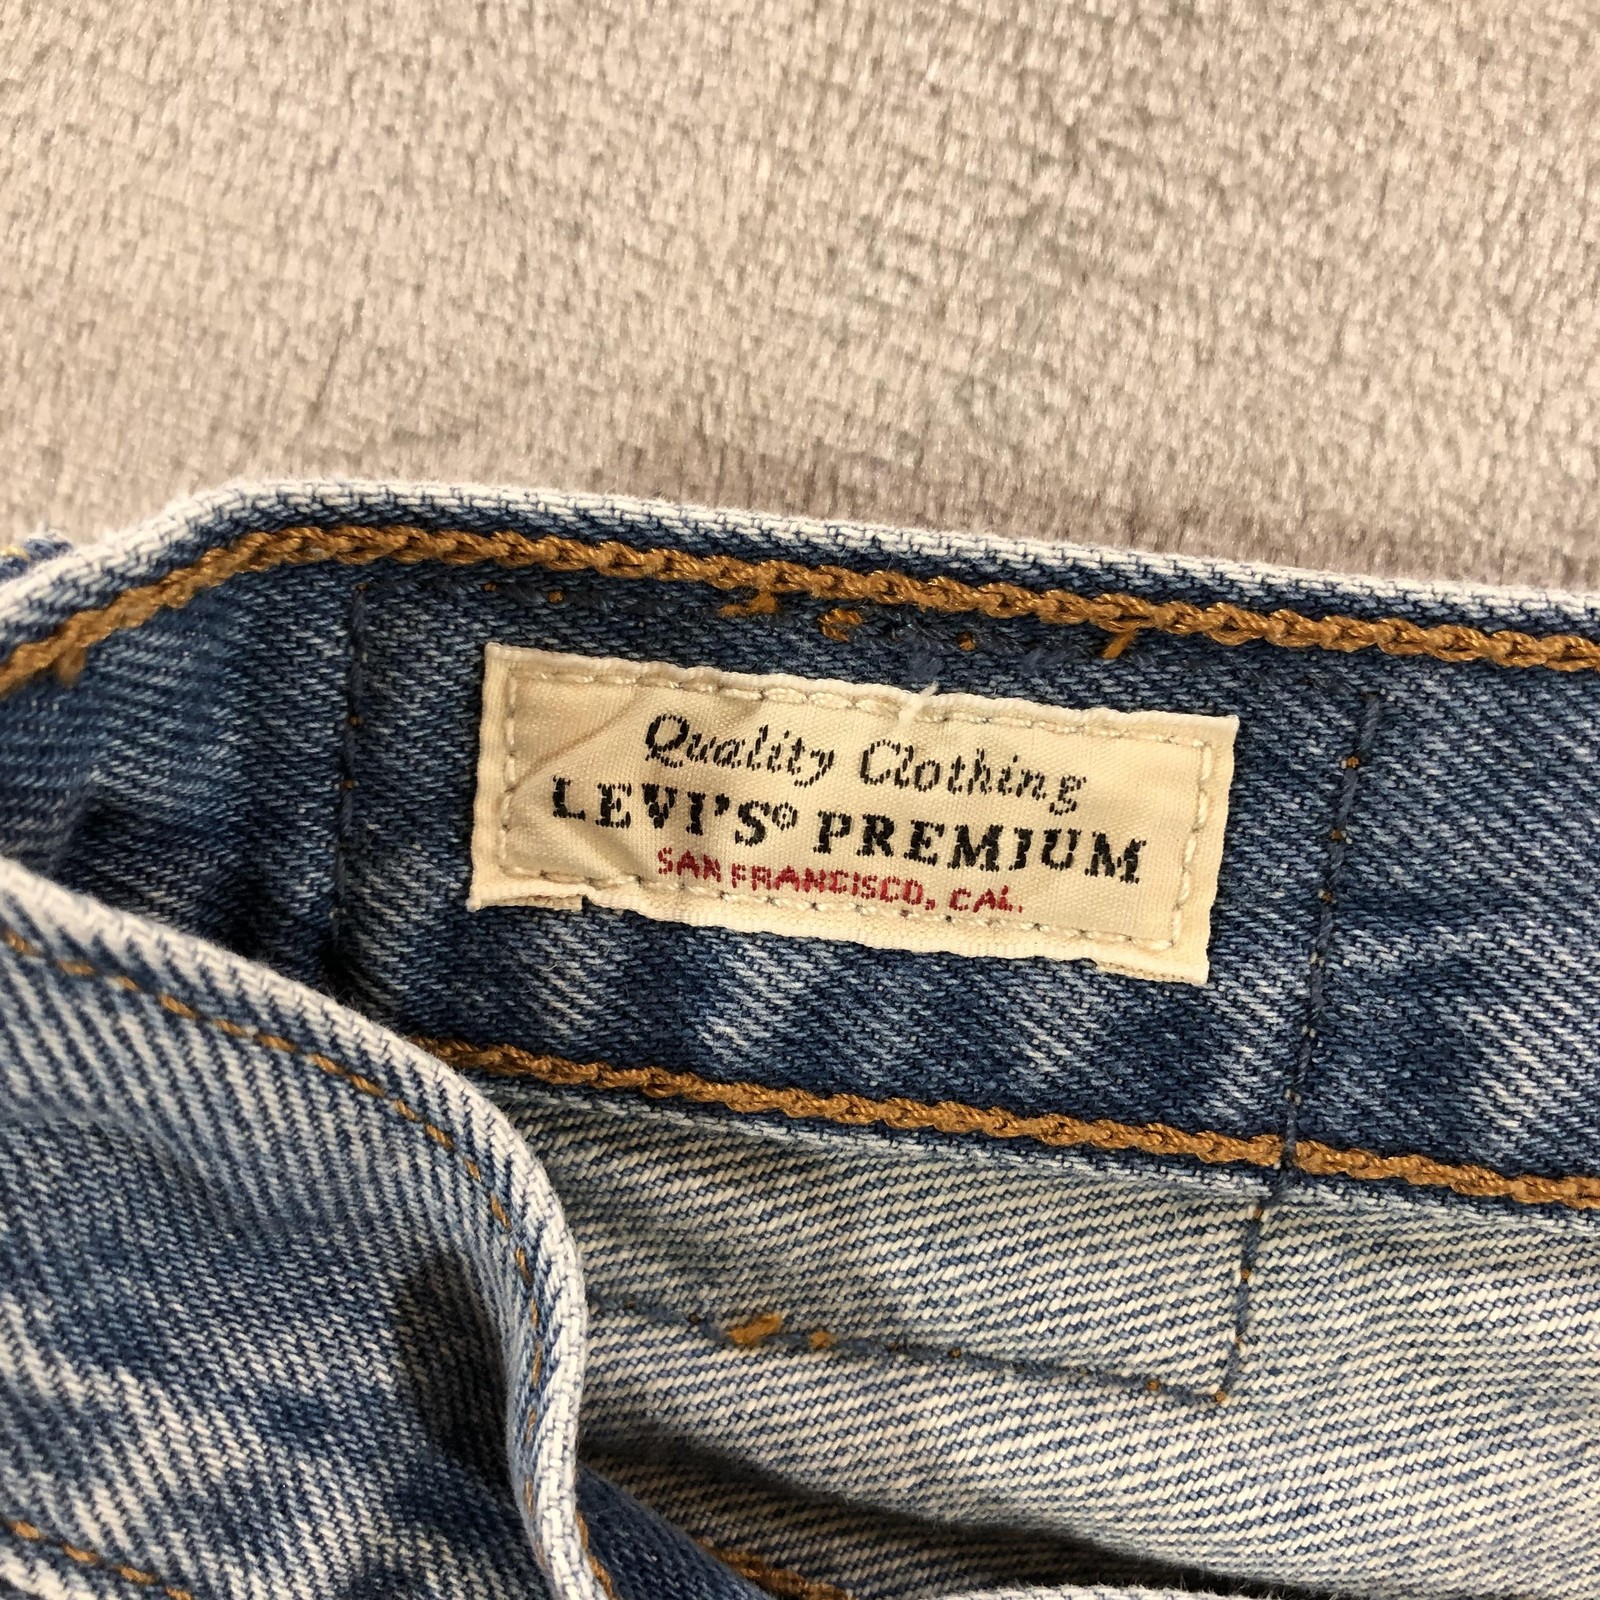 Quality Clothing
LEVI'S® PREMIUM
SAN FRANCISCO, CAL.